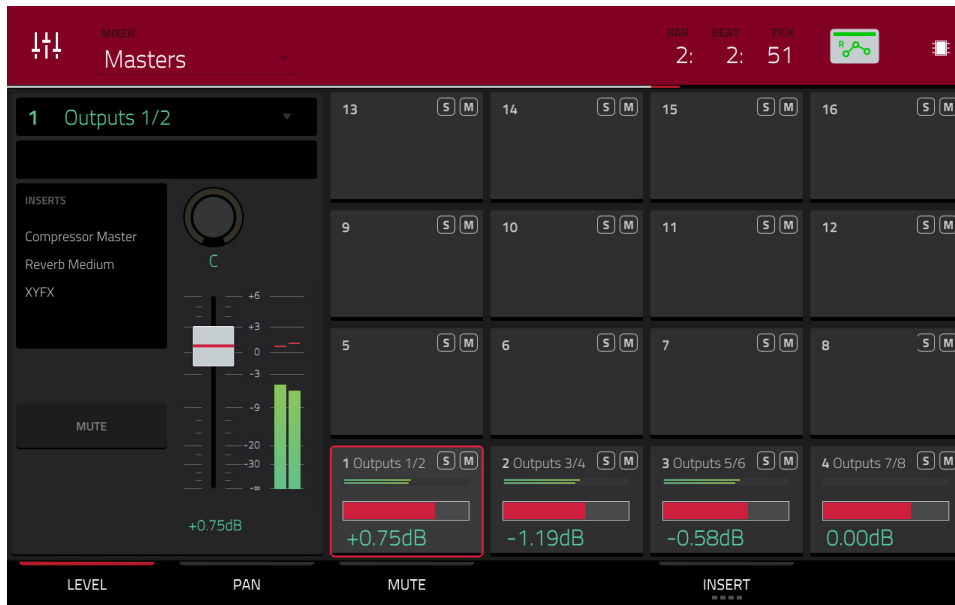 MIXER
Masters
BAR BEAT TICK
2: 2: 51
R
1 Outputs 1/2
INSERTS
Compressor Master
Reverb Medium
XYFX
C
+6
+3
0
-3
-9
-20
-30
-∞
MUTE
+0.75dB
13 S M
14 S M
15 S M
16 S M
9 S M
10 S M
11 S M
12 S M
5 S M
6 S M
7 S M
8 S M
1 Outputs 1/2 S M
+0.75dB
2 Outputs 3/4 S M
-1.19dB
3 Outputs 5/6 S M
-0.58dB
4 Outputs 7/8 S M
0.00dB
LEVEL PAN MUTE INSERT